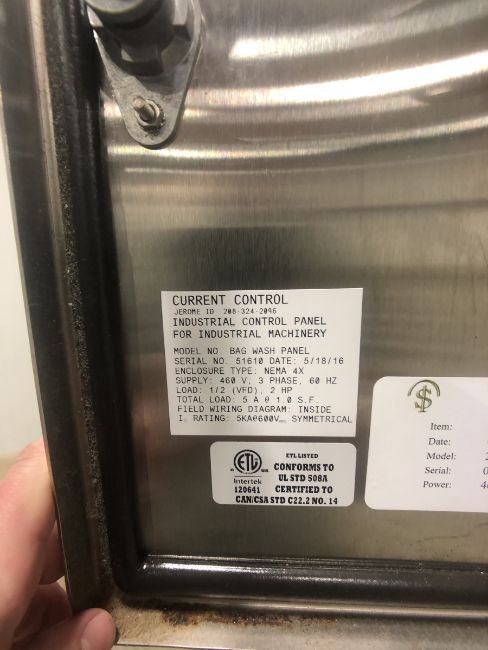 CURRENT CONTROL
JEROME ID 208-324-2096
INDUSTRIAL CONTROL PANEL
FOR INDUSTRIAL MACHINERY
MODEL NO. BAG WASH PANEL
SERIAL NO. 51610 DATE: 5/18/16
ENCLOSURE TYPE: NEMA 4X
SUPPLY: 460 V, 3 PHASE, 60 HZ
LOAD: 1/2 (VFD), 2 HP
TOTAL LOAD: 5 A @ 1.0 S.F.
FIELD WIRING DIAGRAM: INSIDE
RATING: 5KA@600V SYMMETRICAL
ETL LISTED
CONFORMS TO
UL STD 508A
CERTIFIED TO
CAN/CSA STD C22.2 NO. 14
ETL
Intertek
120641
$
Item:
Date:
Model:
Serial:
Power: